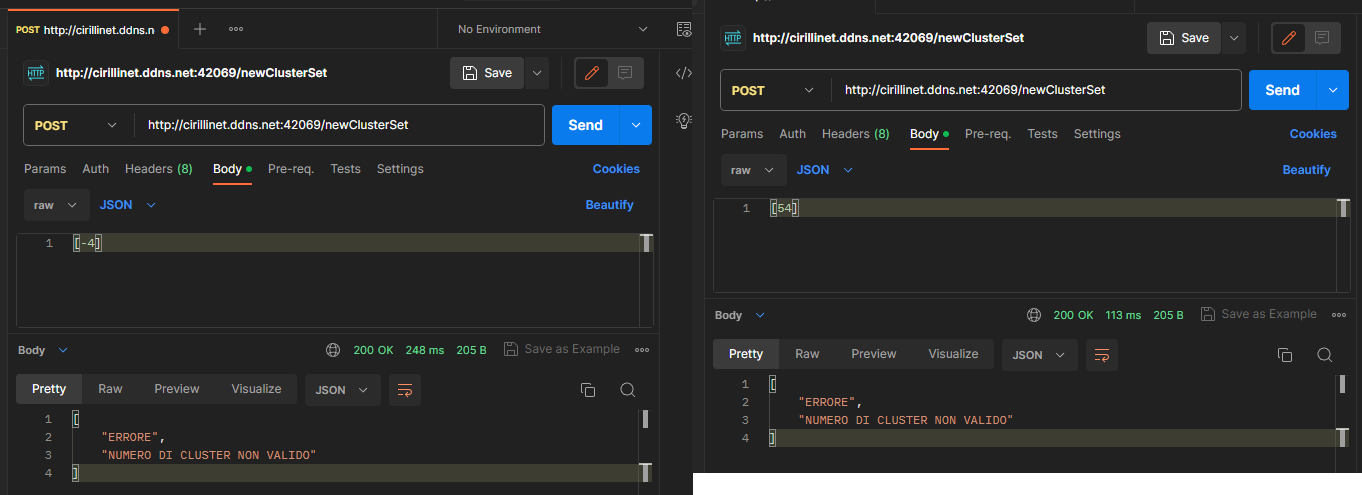 POST http://cirillinet.ddns.n
No Environment
HTTP http://cirillinet.ddns.net:42069/newClusterSet
Save
POST
http://cirillinet.ddns.net:42069/newClusterSet
Send
Params Auth Headers (8) Body Pre-req. Tests Settings
Cookies
raw JSON
Beautify
1 [-4]
Body
200 OK 248 ms 205 B Save as Example
Pretty Raw Preview Visualize JSON
1 [
2 "ERRORE",
3 "NUMERO DI CLUSTER NON VALIDO"
4 ]
HTTP http://cirillinet.ddns.net:42069/newClusterSet
Save
POST
http://cirillinet.ddns.net:42069/newClusterSet
Send
Params Auth Headers (8) Body Pre-req. Tests Settings
Cookies
raw JSON
Beautify
1 [54]
Body
200 OK 113 ms 205 B Save as Example
Pretty Raw Preview Visualize JSON
1 [
2 "ERRORE",
3 "NUMERO DI CLUSTER NON VALIDO"
4 ]